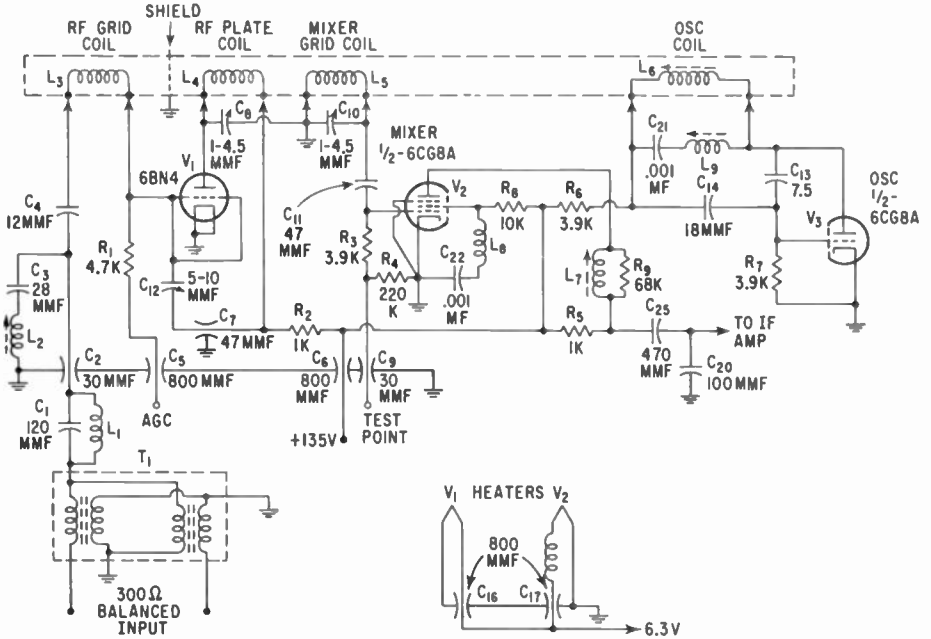 SHIELD
RF GRID
COIL
RF PLATE
COIL
MIXER
GRID COIL
OSC
COIL
L3
L4
L5
L6
C8
1-4.5
MMF
C10
1-4.5
MMF
MIXER
1/2-6CG8A
C21
.001
MF
L9
C14
18MMF
C13
7.5
OSC
1/2-
6CG8A
V1
6BN4
V2
V3
C4
12MMF
R1
4.7K
C11
47
MMF
R3
3.9K
R4
220
K
C22
.001
MF
L8
R8
10K
R6
3.9K
R7
3.9K
C3
28
MMF
L2
C12
5-10
MMF
C7
47MMF
R2
1K
L7
R9
68K
R5
1K
C25
470
MMF
TO IF
AMP
C20
100MMF
C2
30MMF
C5
800MMF
C6
800
MMF
C9
30
MMF
C1
120
MMF
L1
AGC
+135V
TEST
POINT
T1
300Ω
BALANCED
INPUT
V1 HEATERS V2
800
MMF
C16
C17
6.3V